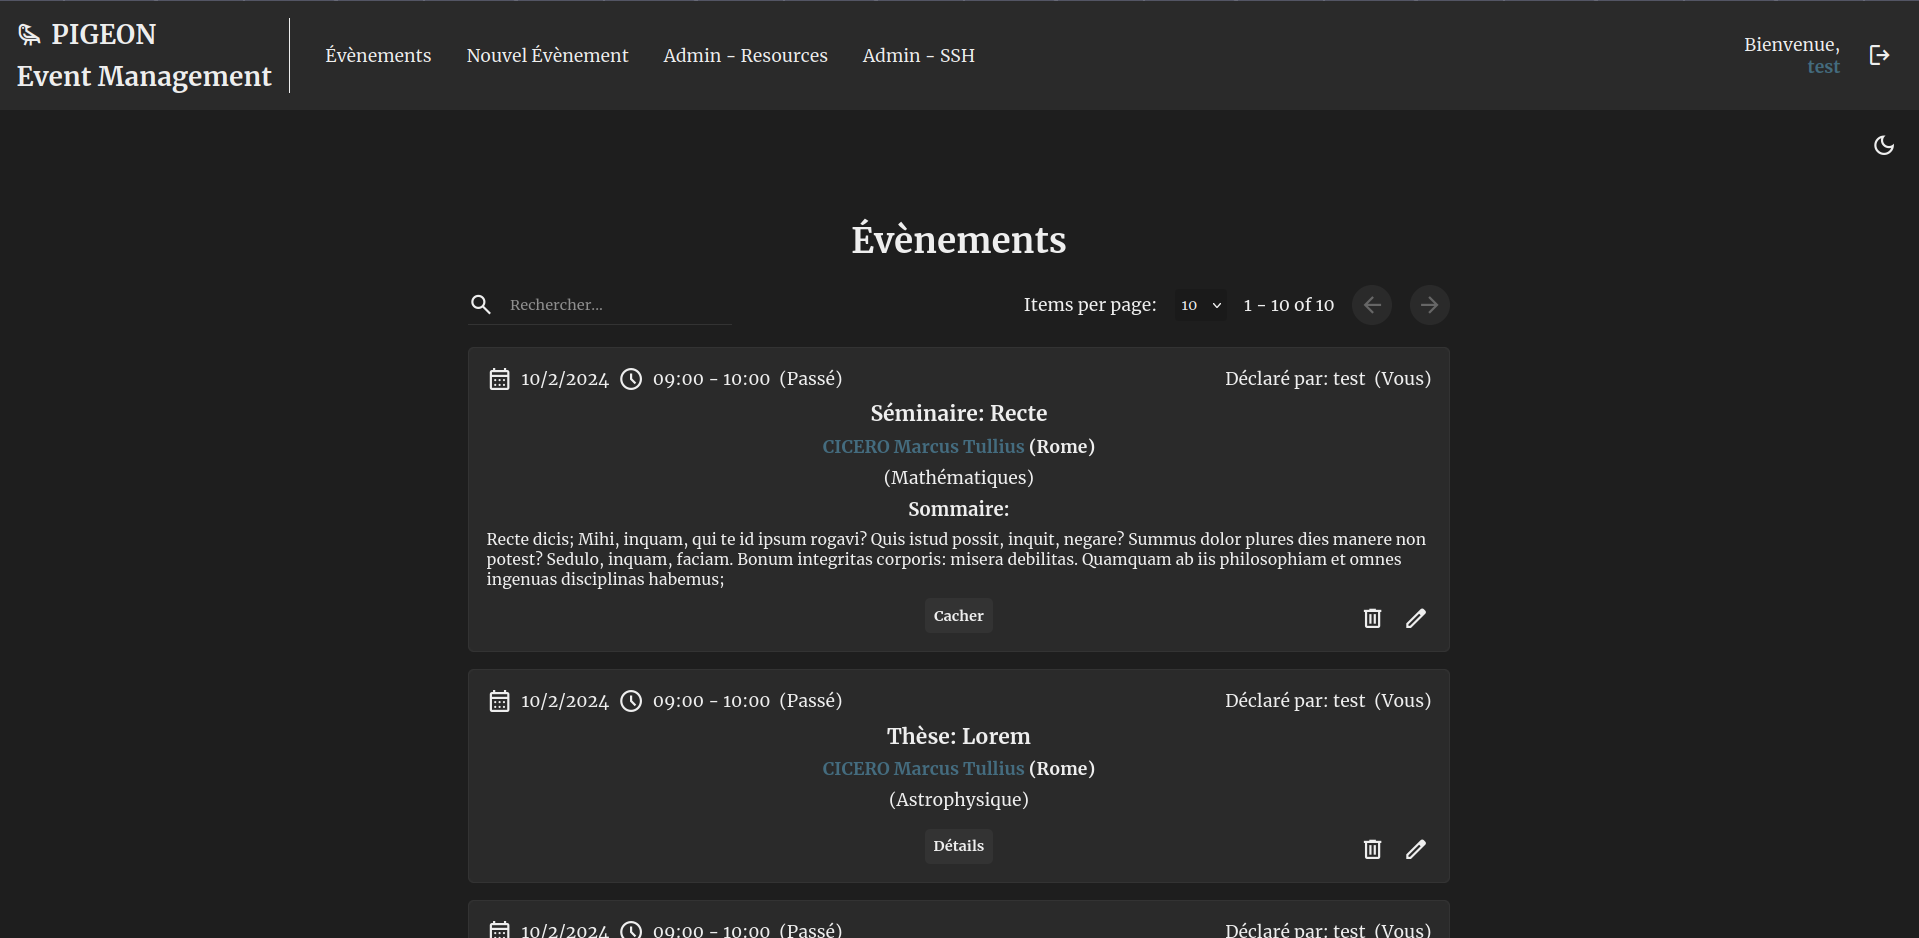 PIGEON
Event Management
Évènements
Nouvel Évènement
Admin - Resources
Admin - SSH
Bienvenue,
test
Évènements
Rechercher...
Items per page:
10
1 - 10 of 10
10/2/2024
09:00 - 10:00 (Passé)
Déclaré par: test (Vous)
Séminaire: Recte
CICERO Marcus Tullius (Rome)
(Mathématiques)
Sommaire:
Recte dicis; Mihi, inquam, qui te id ipsum rogavi? Quis istud possit, inquit, negare? Summus dolor plures dies manere non
potest? Sedulo, inquam, faciam. Bonum integritas corporis: misera debilitas. Quamquam ab iis philosophiam et omnes
ingenuas disciplinas habemus;
Cacher
10/2/2024
09:00 - 10:00 (Passé)
Déclaré par: test (Vous)
Thèse: Lorem
CICERO Marcus Tullius (Rome)
(Astrophysique)
Détails
10/2/2024
09:00 - 10:00 (Passé)
Déclaré par: test (Vous)